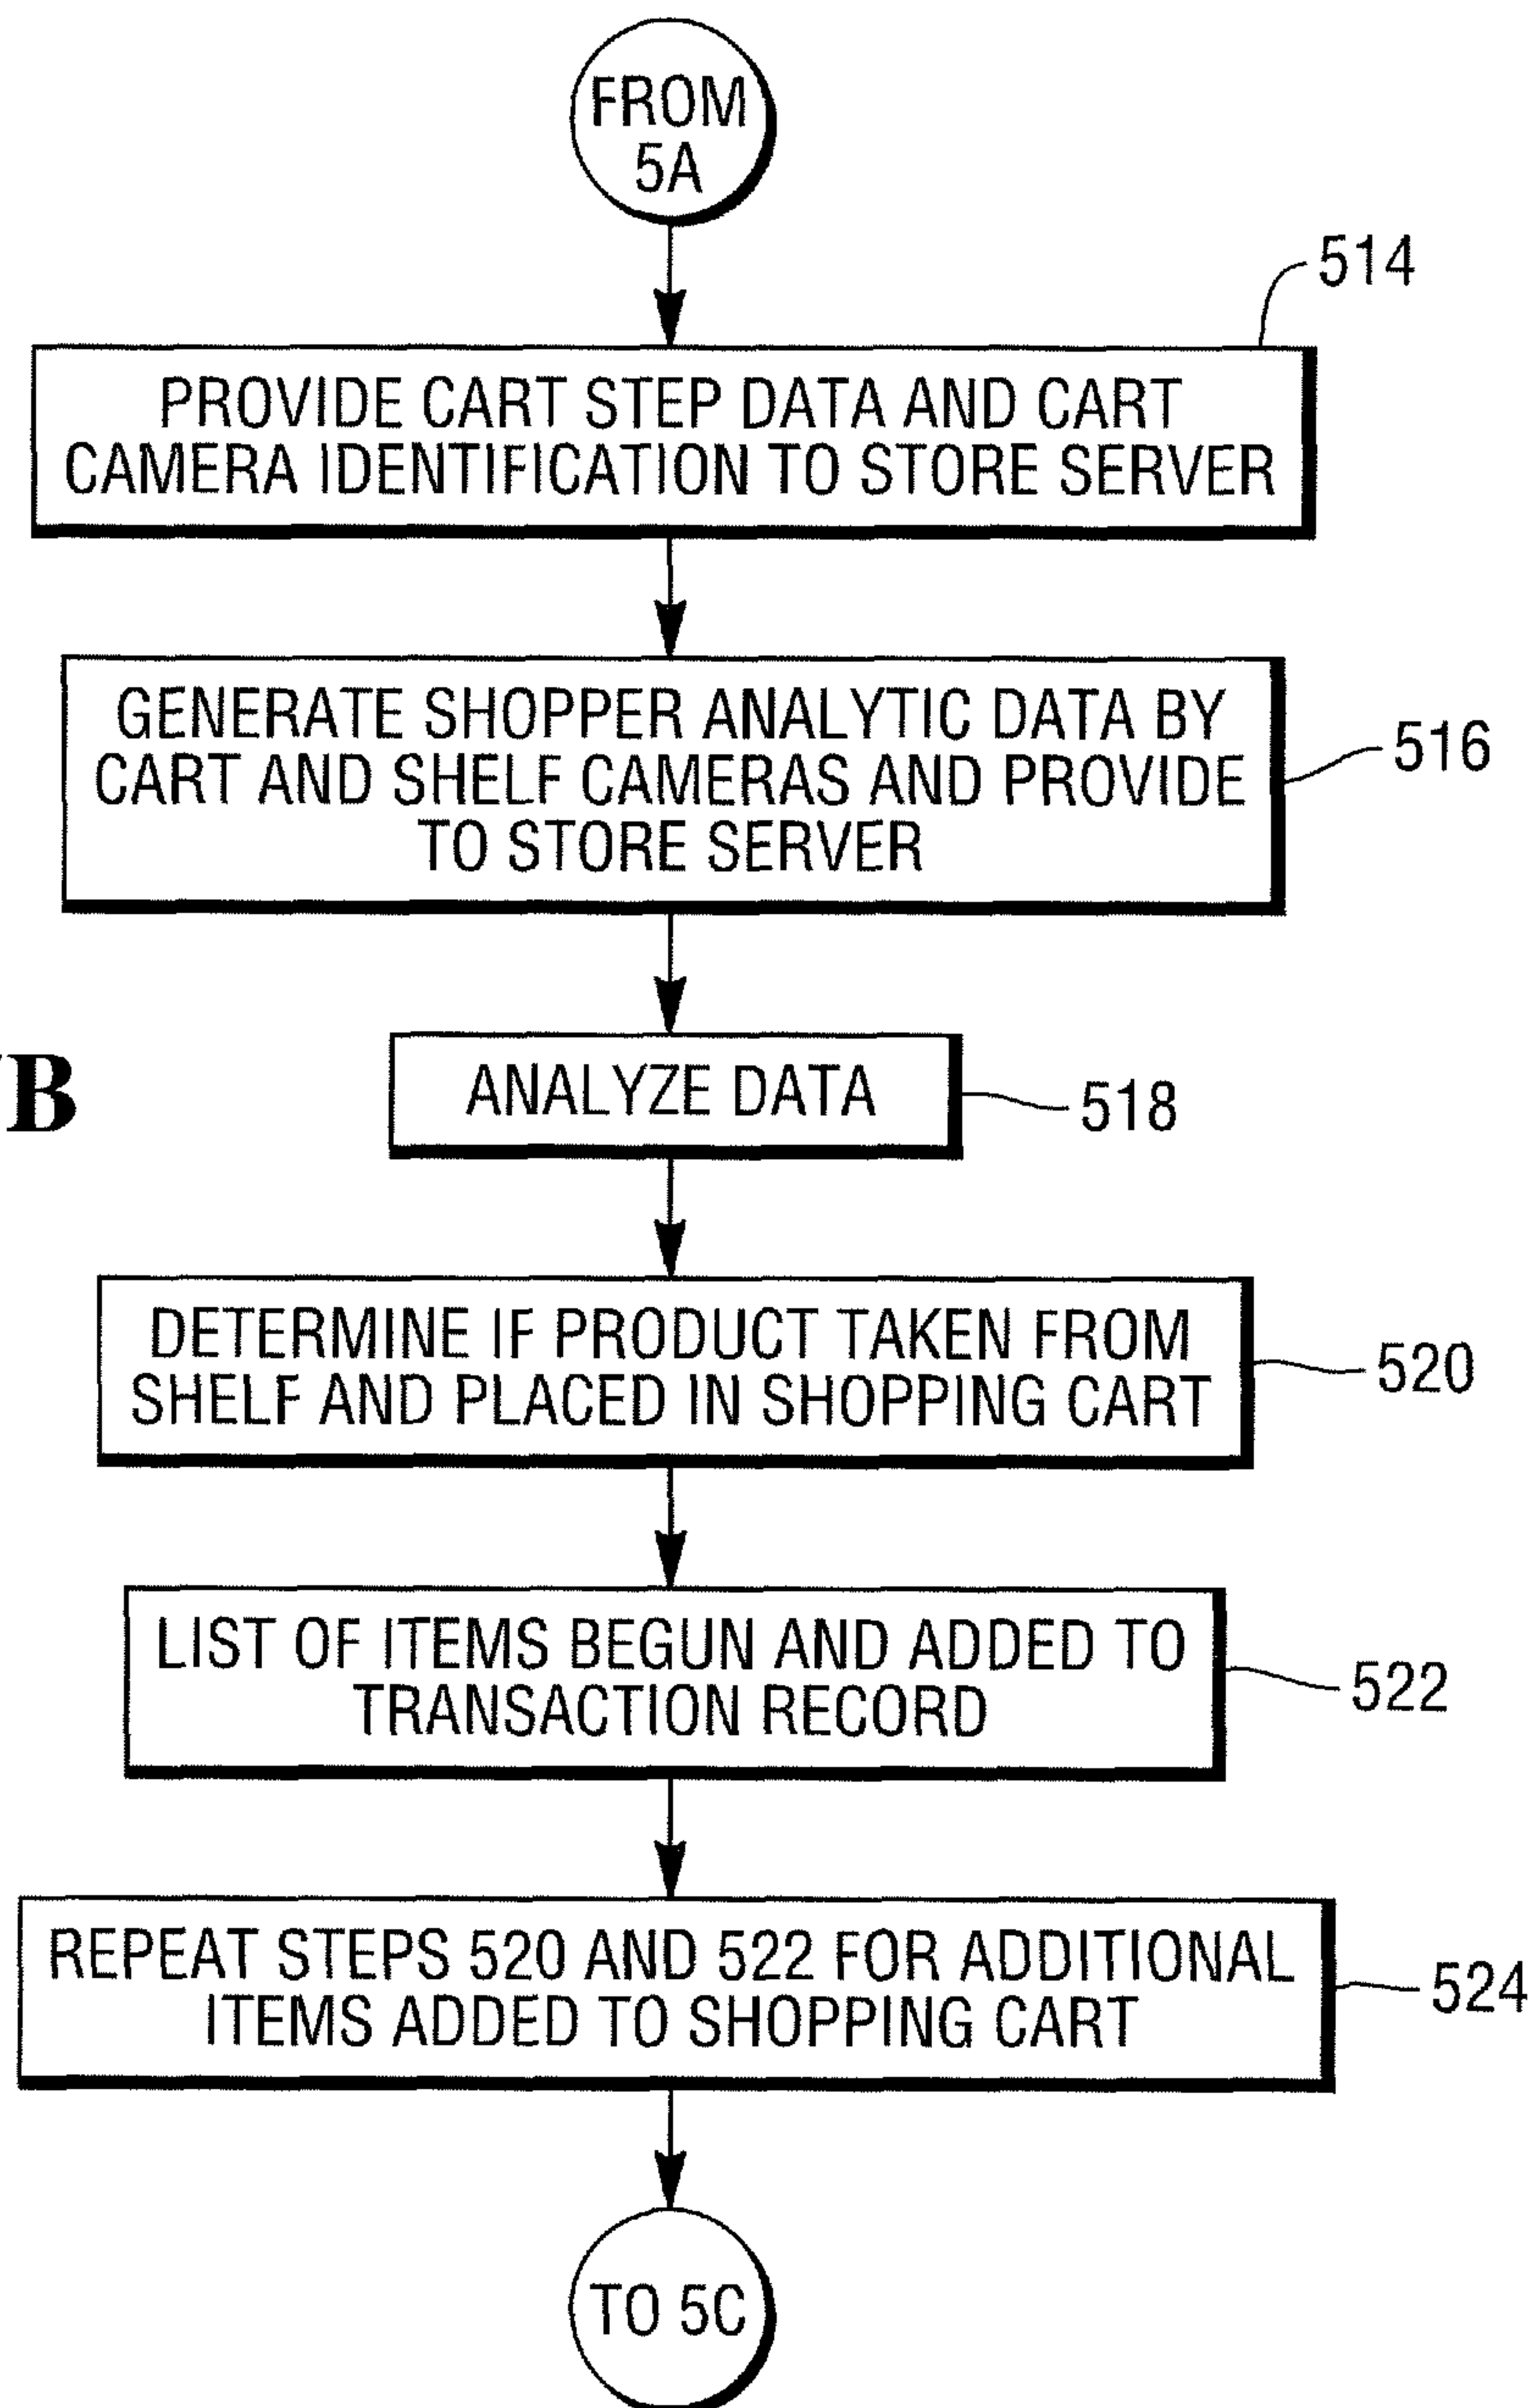 FROM
5A
514
PROVIDE CART STEP DATA AND CART
CAMERA IDENTIFICATION TO STORE SERVER
GENERATE SHOPPER ANALYTIC DATA BY
CART AND SHELF CAMERAS AND PROVIDE
TO STORE SERVER
516
B
ANALYZE DATA
518
DETERMINE IF PRODUCT TAKEN FROM
SHELF AND PLACED IN SHOPPING CART
520
LIST OF ITEMS BEGUN AND ADDED TO
TRANSACTION RECORD
522
REPEAT STEPS 520 AND 522 FOR ADDITIONAL
ITEMS ADDED TO SHOPPING CART
524
TO 5C